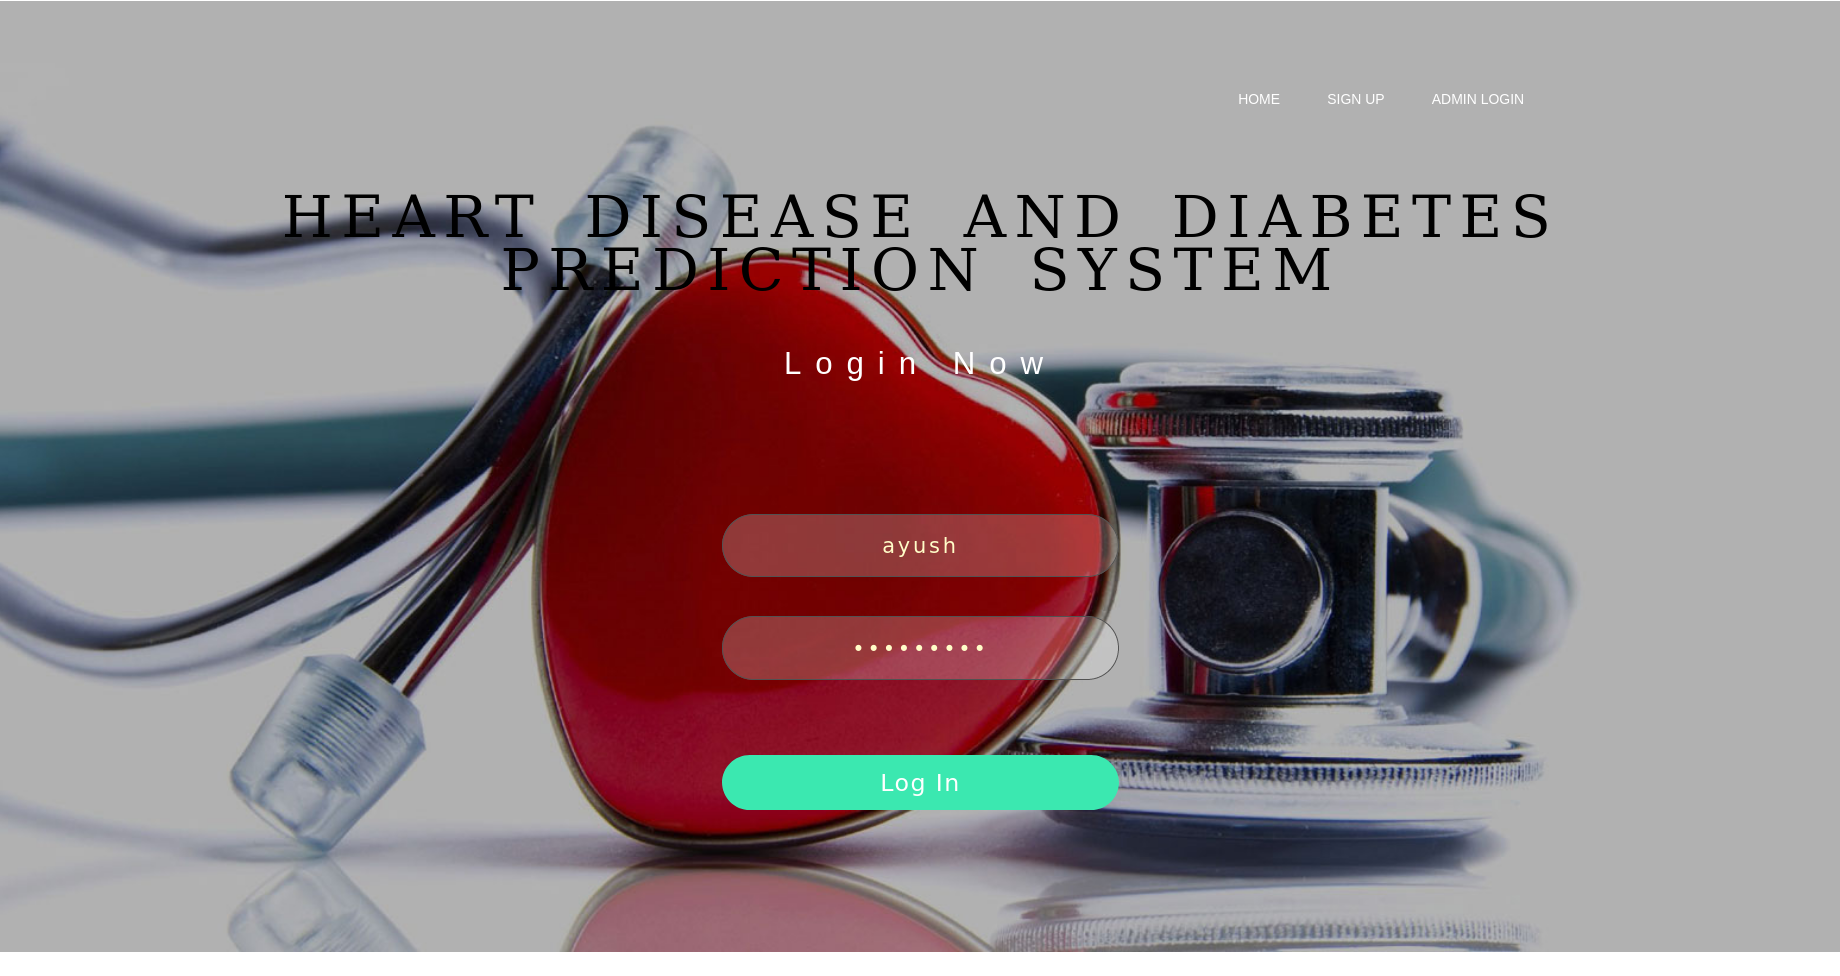 HOME SIGN UP ADMIN LOGIN
HEART DISEASE AND DIABETES
PREDICTION SYSTEM
Login Now
ayush
•••••••••
Log In